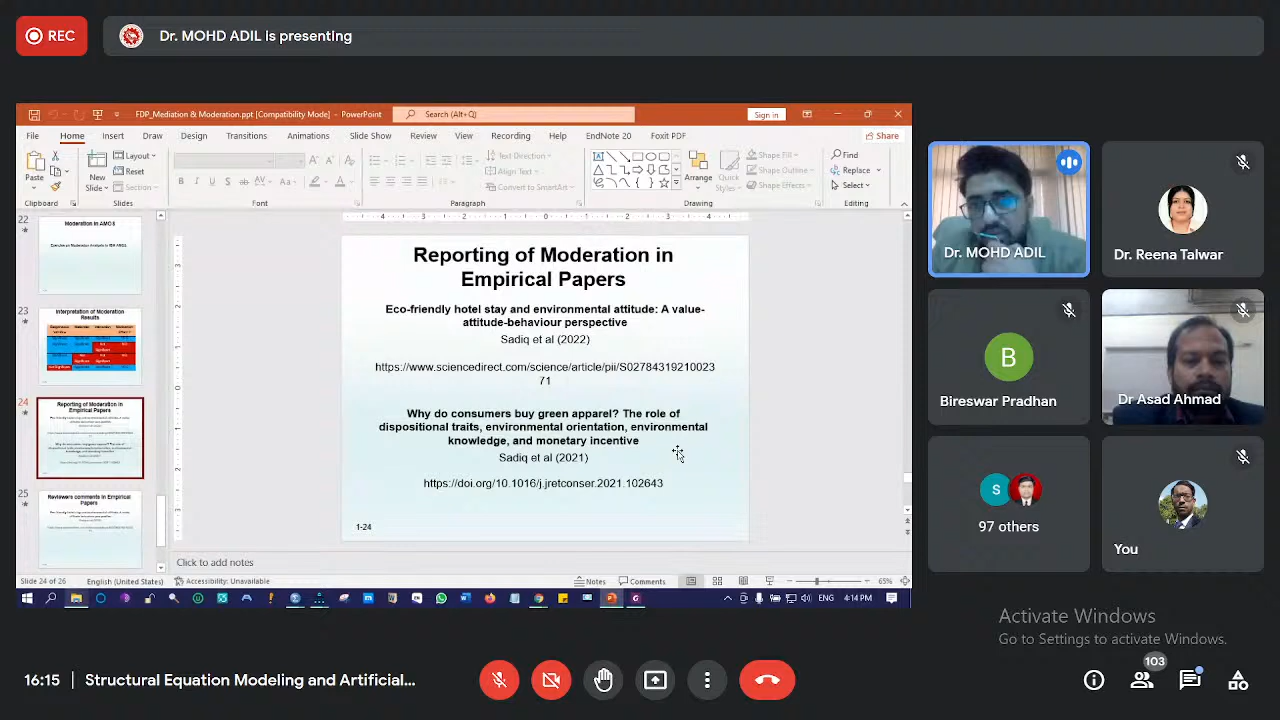 REC
Dr. MOHD ADIL is presenting
FDP_Mediation & Moderation.ppt [Compatibility Mode] - PowerPoint
Search (Alt+Q)
Sign in
File Home Insert Draw Design Transitions Animations Slide Show Review View Recording Help EndNote 20 Foxit PDF
Share
Paste
New
Slide
Layout
Reset
Section
Text Direction
Align Text
Convert to SmartArt
Arrange
Quick
Styles
Shape Fill
Shape Outline
Shape Effects
Find
Replace
Select
Clipboard
Slides
Font
Paragraph
Drawing
Editing
22
Moderation in AMOS
23
Interpretation of Moderation
Results
24
Reporting of Moderation in
Empirical Papers
25
Reviewers comments in Empirical
Papers
Reporting of Moderation in
Empirical Papers
Eco-friendly hotel stay and environmental attitude: A value-
attitude-behaviour perspective
Sadiq et al (2022)
https://www.sciencedirect.com/science/article/pii/S02784319210023
71
Why do consumers buy green apparel? The role of
dispositional traits, environmental orientation, environmental
knowledge, and monetary incentive
Sadiq et al (2021)
https://doi.org/10.1016/j.jretconser.2021.102643
1-24
Click to add notes
Slide 24 of 26
English (United States)
Accessibility: Unavailable
Notes
Comments
65%
ENG
4:14 PM
Dr. MOHD ADIL
Dr. Reena Talwar
B
Bireswar Pradhan
Dr Asad Ahmad
S
97 others
You
Activate Windows
Go to Settings to activate Windows.
16:15
Structural Equation Modeling and Artificial...
103